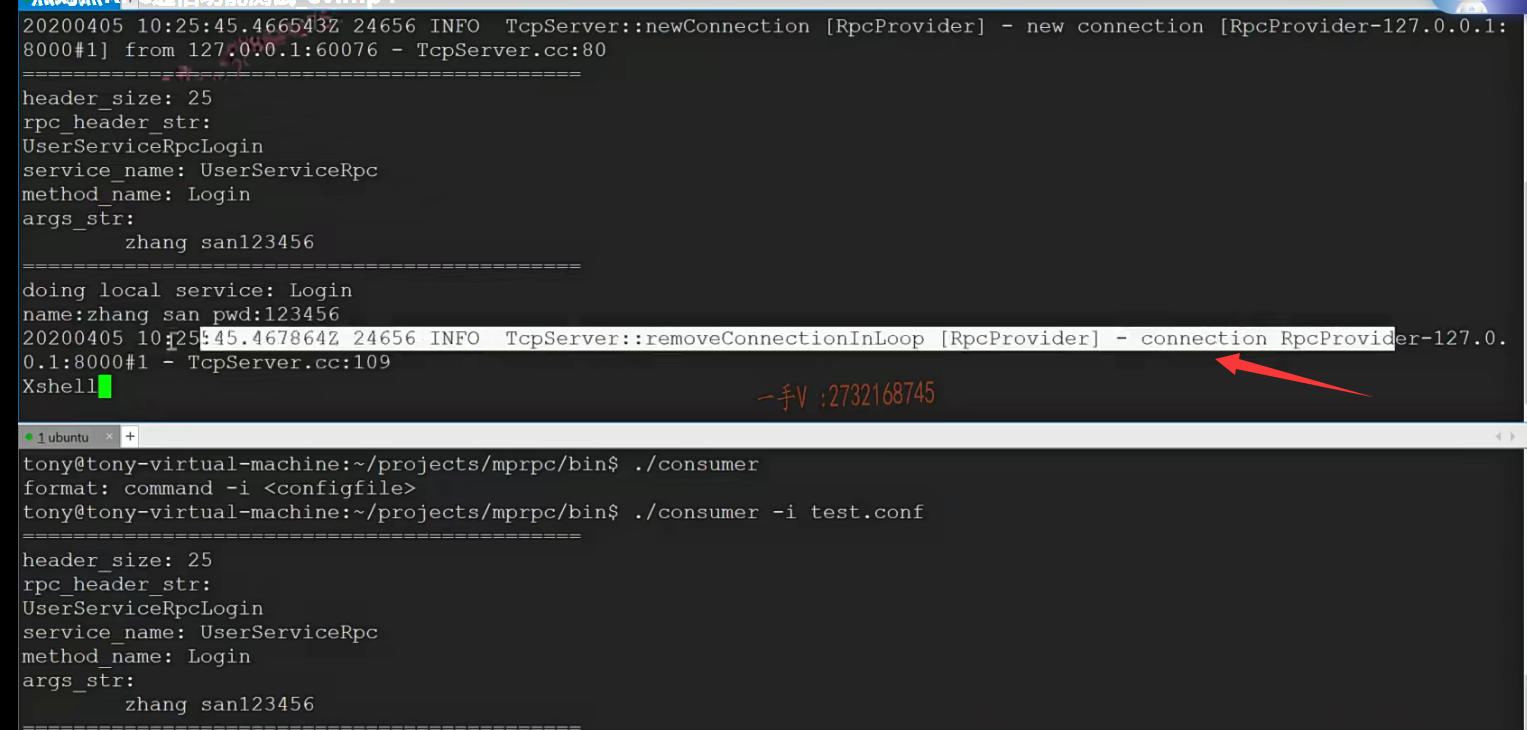 20200405 10:25:45.466543Z 24656 INFO  TcpServer::newConnection [RpcProvider] - new connection [RpcProvider-127.0.0.1:
8000#1] from 127.0.0.1:60076 - TcpServer.cc:80
============================================
header_size: 25
rpc_header_str:
UserServiceRpcLogin
service_name: UserServiceRpc
method_name: Login
args_str:
zhang san123456
============================================
doing local service: Login
name:zhang san pwd:123456
20200405 10:25:45.467864Z 24656 INFO  TcpServer::removeConnectionInLoop [RpcProvider] - connection RpcProvider-127.0.
0.1:8000#1 - TcpServer.cc:109
Xshell
一手V :2732168745
1 ubuntu × +
tony@tony-virtual-machine:~/projects/mprpc/bin$ ./consumer
format: command -i <configfile>
tony@tony-virtual-machine:~/projects/mprpc/bin$ ./consumer -i test.conf
============================================
header_size: 25
rpc_header_str:
UserServiceRpcLogin
service_name: UserServiceRpc
method_name: Login
args_str:
zhang san123456
============================================